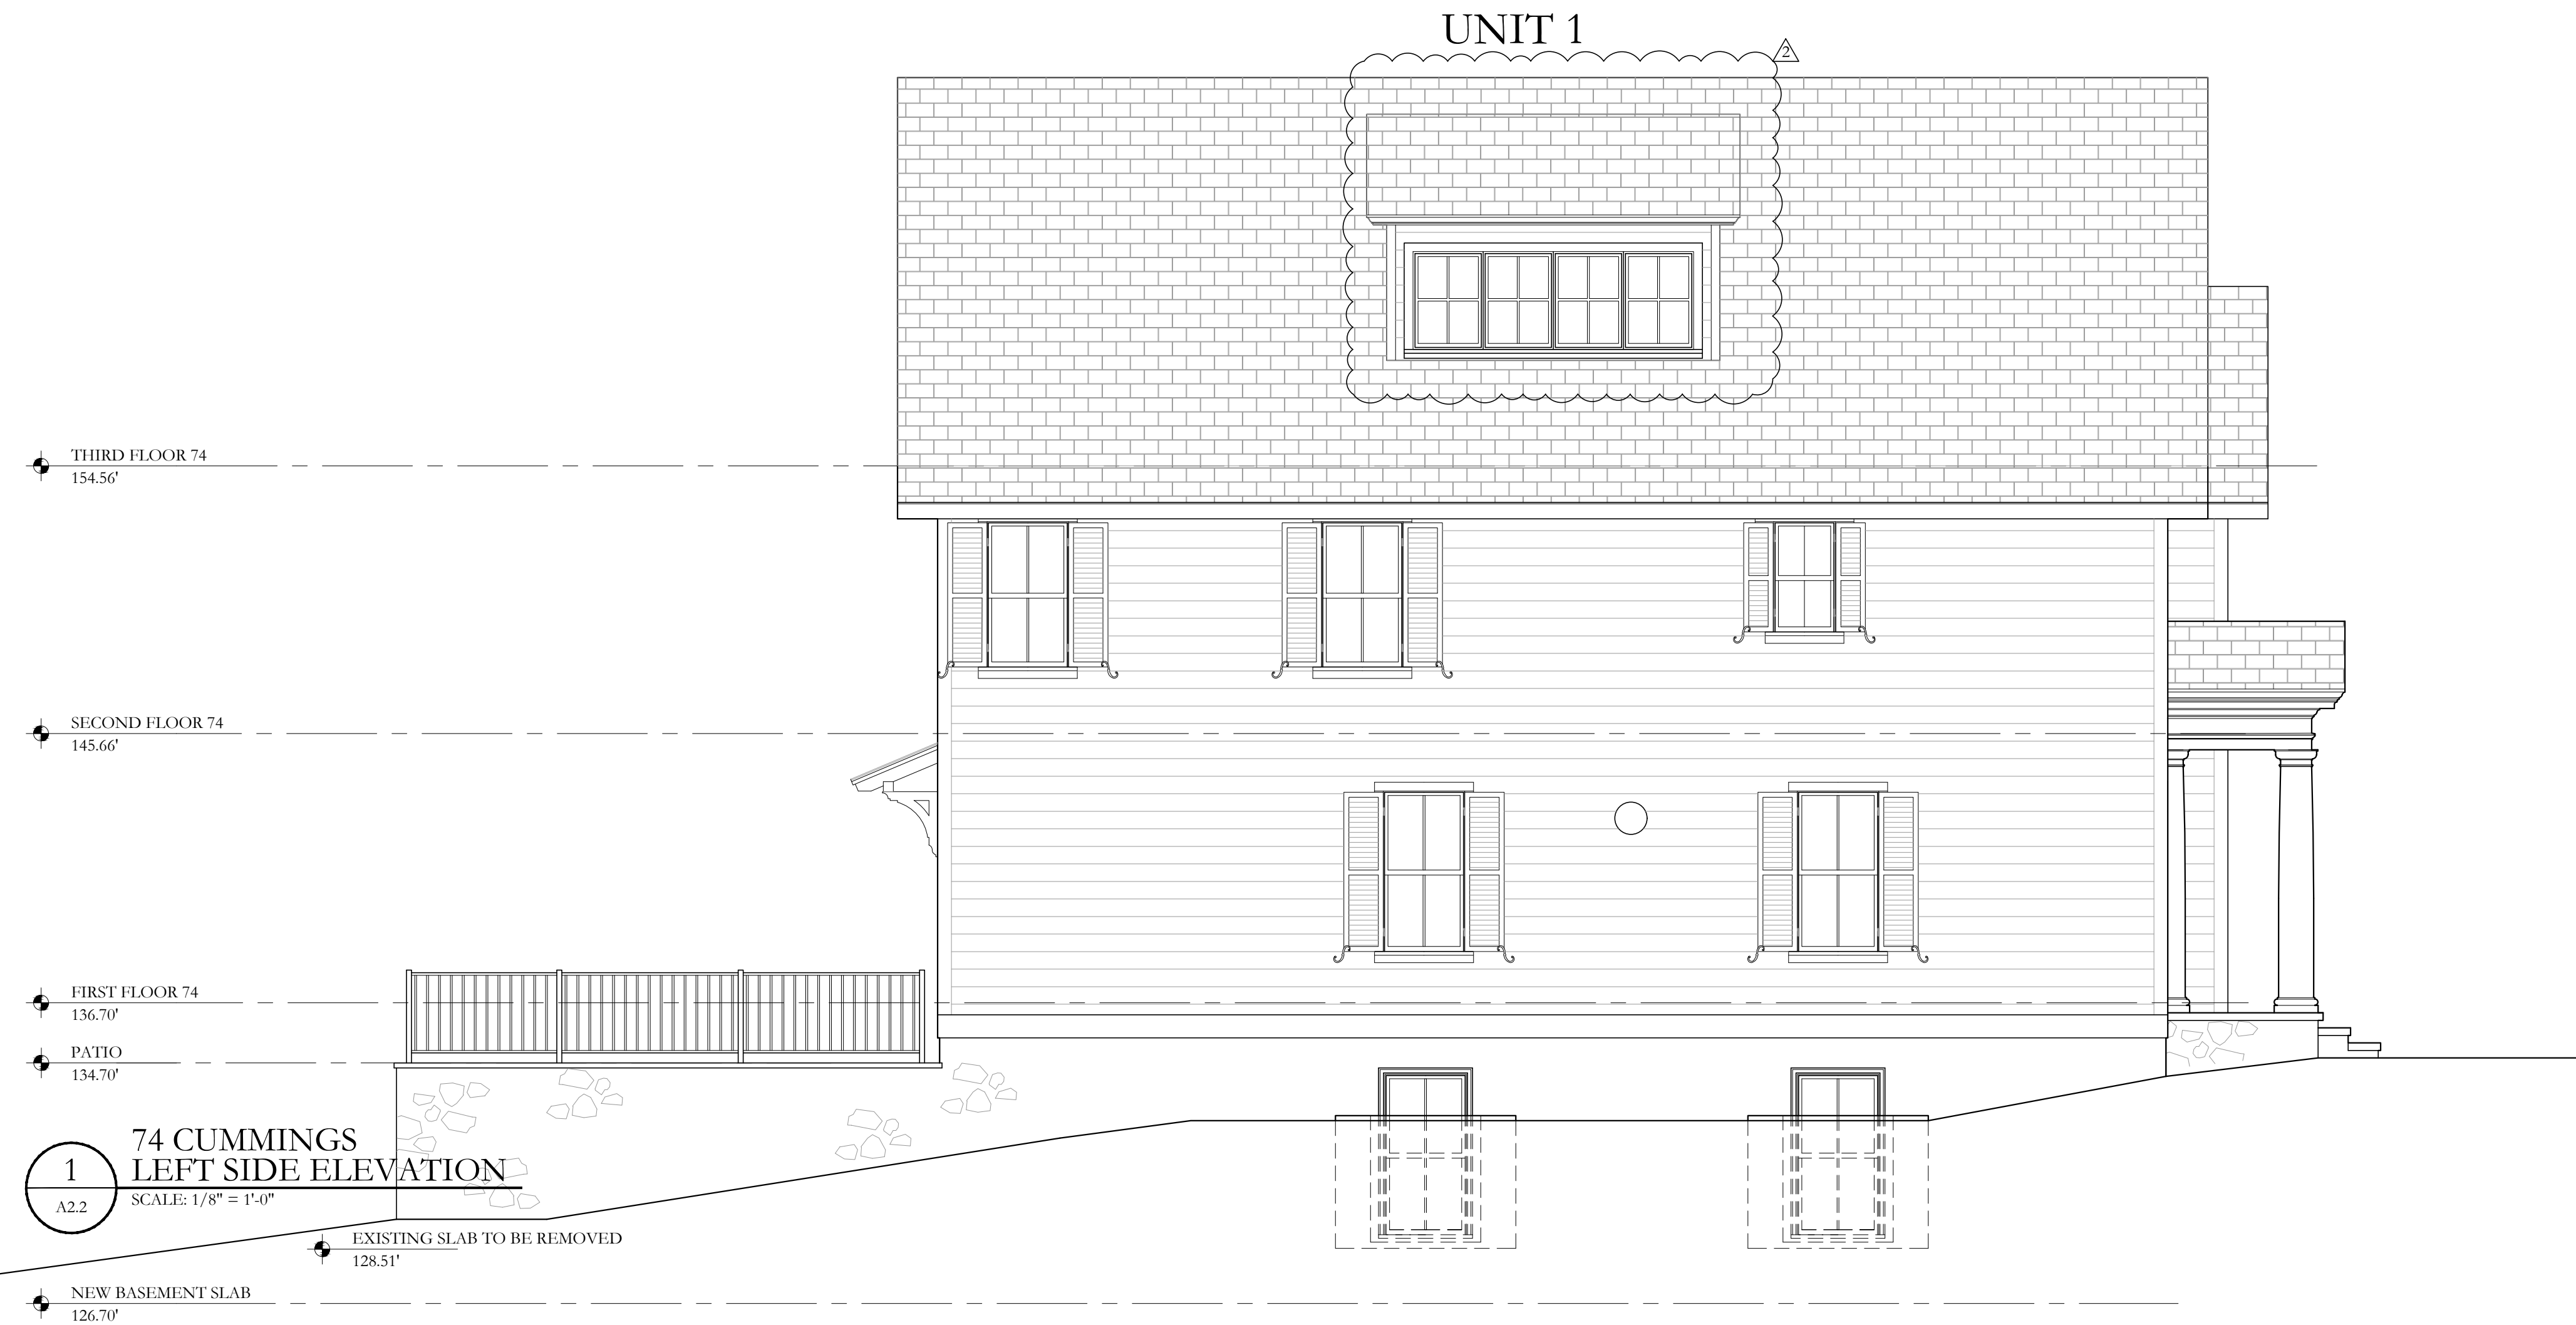 UNIT 1
2
THIRD FLOOR 74
154.56'
SECOND FLOOR 74
145.66'
FIRST FLOOR 74
136.70'
PATIO
134.70'
1
A2.2
74 CUMMINGS
LEFT SIDE ELEVATION
SCALE: 1/8" = 1'-0"
EXISTING SLAB TO BE REMOVED
128.51'
NEW BASEMENT SLAB
126.70'